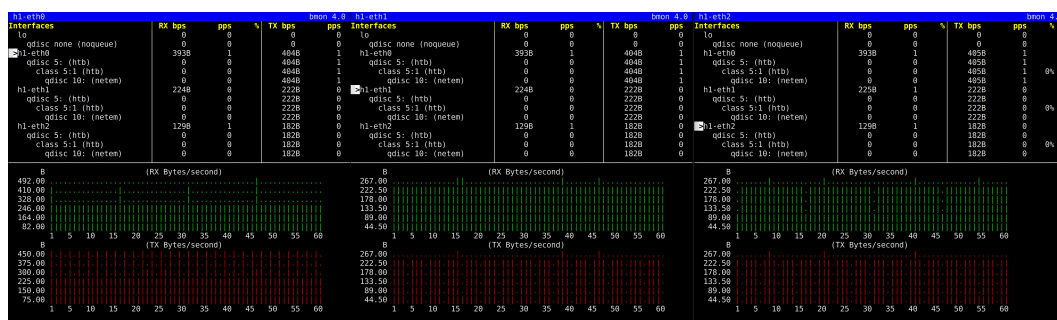 h1-eth0 bmon 4.0
Interfaces RX bps pps % TX bps pps
lo 0 0 0 0
qdisc none (noqueue) 0 0 0 0
>h1-eth0 393B 1 404B 1
qdisc 5: (htb) 0 0 404B 1
class 5:1 (htb) 0 0 404B 1
qdisc 10: (netem) 0 0 404B 1
h1-eth1 224B 0 222B 0
qdisc 5: (htb) 0 0 222B 0
class 5:1 (htb) 0 0 222B 0
qdisc 10: (netem) 0 0 222B 0
h1-eth2 129B 1 182B 0
qdisc 5: (htb) 0 0 182B 0
class 5:1 (htb) 0 0 182B 0
qdisc 10: (netem) 0 0 182B 0
B (RX Bytes/second)
492.00
410.00
328.00
246.00
164.00
82.00
1 5 10 15 20 25 30 35 40 45 50 55 60
B (TX Bytes/second)
450.00
375.00
300.00
225.00
150.00
75.00
1 5 10 15 20 25 30 35 40 45 50 55 60
h1-eth1 bmon 4.0
Interfaces RX bps pps % TX bps pps
lo 0 0 0 0
qdisc none (noqueue) 0 0 0 0
h1-eth0 393B 1 404B 1
qdisc 5: (htb) 0 0 404B 1
class 5:1 (htb) 0 0 404B 1
qdisc 10: (netem) 0 0 404B 1
>h1-eth1 224B 0 222B 0
qdisc 5: (htb) 0 0 222B 0
class 5:1 (htb) 0 0 222B 0
qdisc 10: (netem) 0 0 222B 0
h1-eth2 129B 1 182B 0
qdisc 5: (htb) 0 0 182B 0
class 5:1 (htb) 0 0 182B 0
qdisc 10: (netem) 0 0 182B 0
B (RX Bytes/second)
267.00
222.50
178.00
133.50
89.00
44.50
1 5 10 15 20 25 30 35 40 45 50 55 60
B (TX Bytes/second)
267.00
222.50
178.00
133.50
89.00
44.50
1 5 10 15 20 25 30 35 40 45 50 55 60
h1-eth2 bmon 4.
Interfaces RX bps pps % TX bps pps
lo 0 0 0 0
qdisc none (noqueue) 0 0 0 0
h1-eth0 393B 1 405B 1
qdisc 5: (htb) 0 0 405B 1
class 5:1 (htb) 0 0 405B 1 0%
qdisc 10: (netem) 0 0 405B 1
h1-eth1 225B 1 222B 0
qdisc 5: (htb) 0 0 222B 0
class 5:1 (htb) 0 0 222B 0 0%
qdisc 10: (netem) 0 0 222B 0
>h1-eth2 129B 1 182B 0
qdisc 5: (htb) 0 0 182B 0
class 5:1 (htb) 0 0 182B 0 0%
qdisc 10: (netem) 0 0 182B 0
B (RX Bytes/second)
267.00
222.50
178.00
133.50
89.00
44.50
1 5 10 15 20 25 30 35 40 45 50 55 60
B (TX Bytes/second)
267.00
222.50
178.00
133.50
89.00
44.50
1 5 10 15 20 25 30 35 40 45 50 55 60